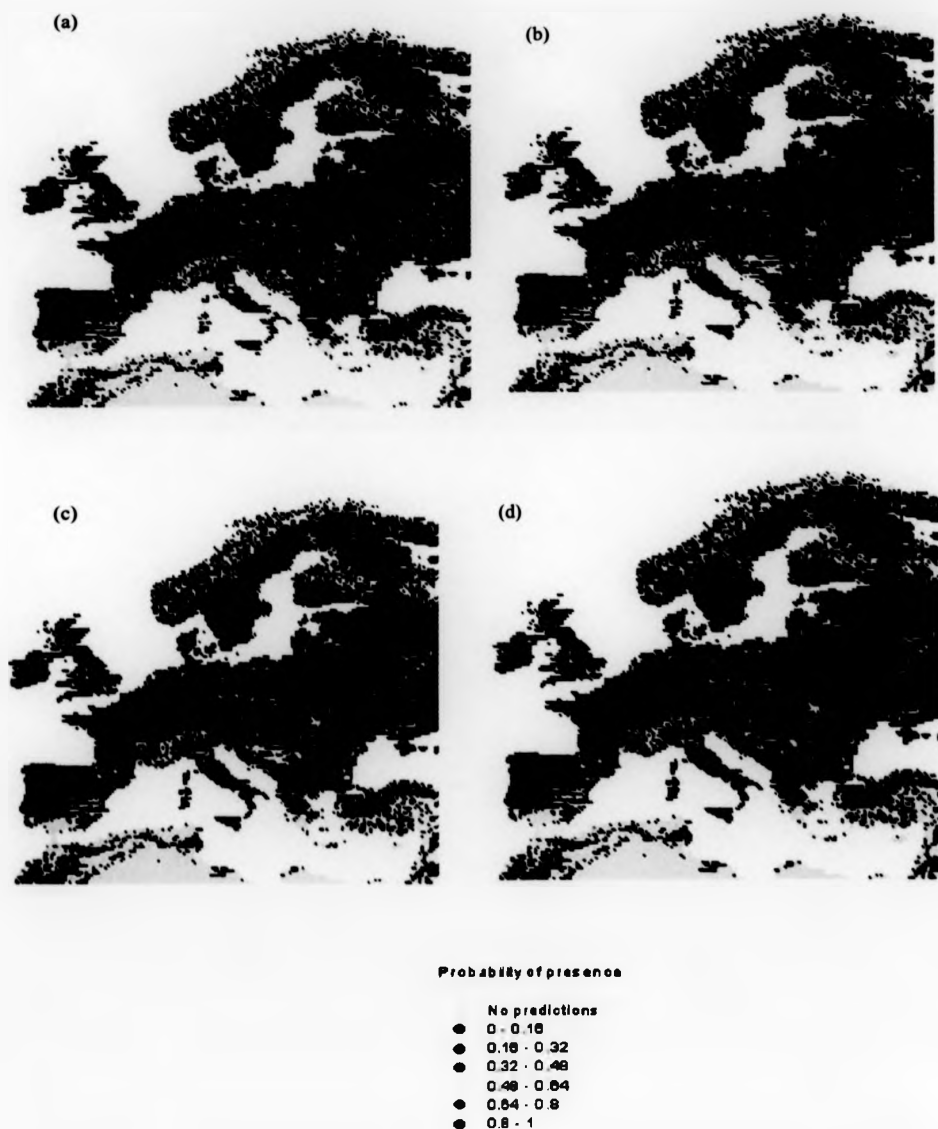 (a)
(b)
(c)
(d)
Probability of presence
No predictions
0 - 0.16
0.16 - 0.32
0.32 - 0.48
0.48 - 0.64
0.64 - 0.8
0.8 - 1